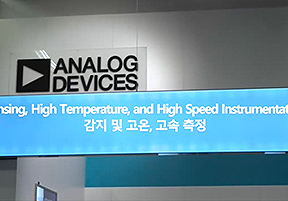 ANALOG
DEVICES
nsing, High Temperature, and High Speed Instrumentat
감지 및 고온, 고속 측정